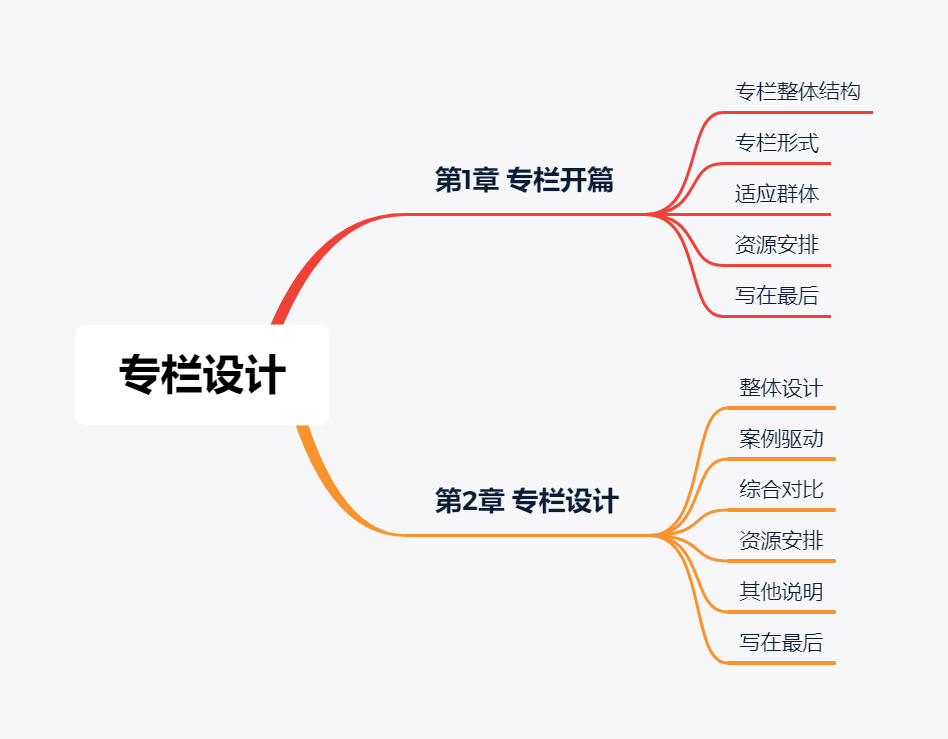 专栏设计
第1章 专栏开篇
专栏整体结构
专栏形式
适应群体
资源安排
写在最后
第2章 专栏设计
整体设计
案例驱动
综合对比
资源安排
其他说明
写在最后